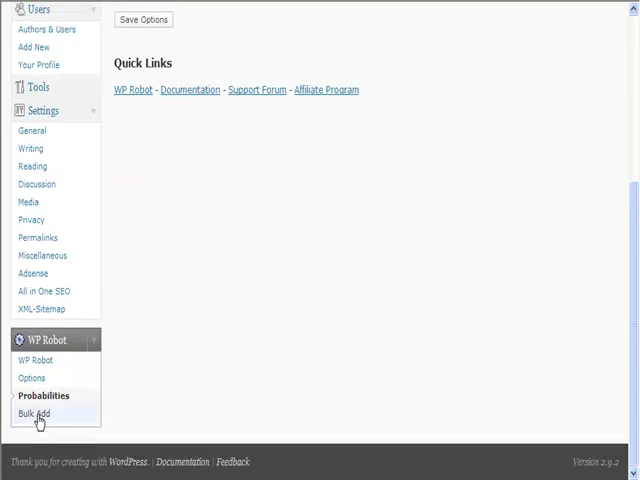 Users
Authors & Users
Add New
Your Profile
Tools
Settings
General
Writing
Reading
Discussion
Media
Privacy
Permalinks
Miscellaneous
Adsense
All in One SEO
XML-Sitemap
WP Robot
WP Robot
Options
Probabilities
Bulk Add
Save Options
Quick Links
WP Robot - Documentation - Support Forum - Affiliate Program
Thank you for creating with WordPress. | Documentation | Feedback
Version 2.9.2